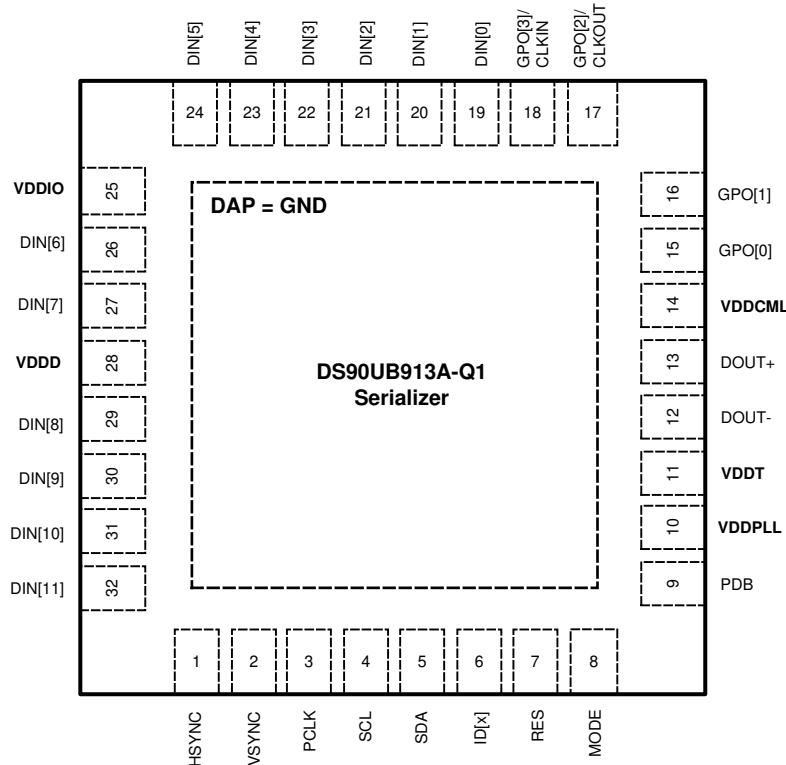 DIN[5]
DIN[4]
DIN[3]
DIN[2]
DIN[1]
DIN[0]
GPO[3]/
CLKIN
GPO[2]/
CLKOUT
24
23
22
21
20
19
18
17
VDDIO
25
DIN[6]
26
DIN[7]
27
VDDD
28
DIN[8]
29
DIN[9]
30
DIN[10]
31
DIN[11]
32
DAP = GND
DS90UB913A-Q1
Serializer
16
GPO[1]
15
GPO[0]
14
VDDCML
13
DOUT+
12
DOUT-
11
VDDT
10
VDDPLL
9
PDB
1
2
3
4
5
6
7
8
HSYNC
VSYNC
PCLK
SCL
SDA
ID[x]
RES
MODE